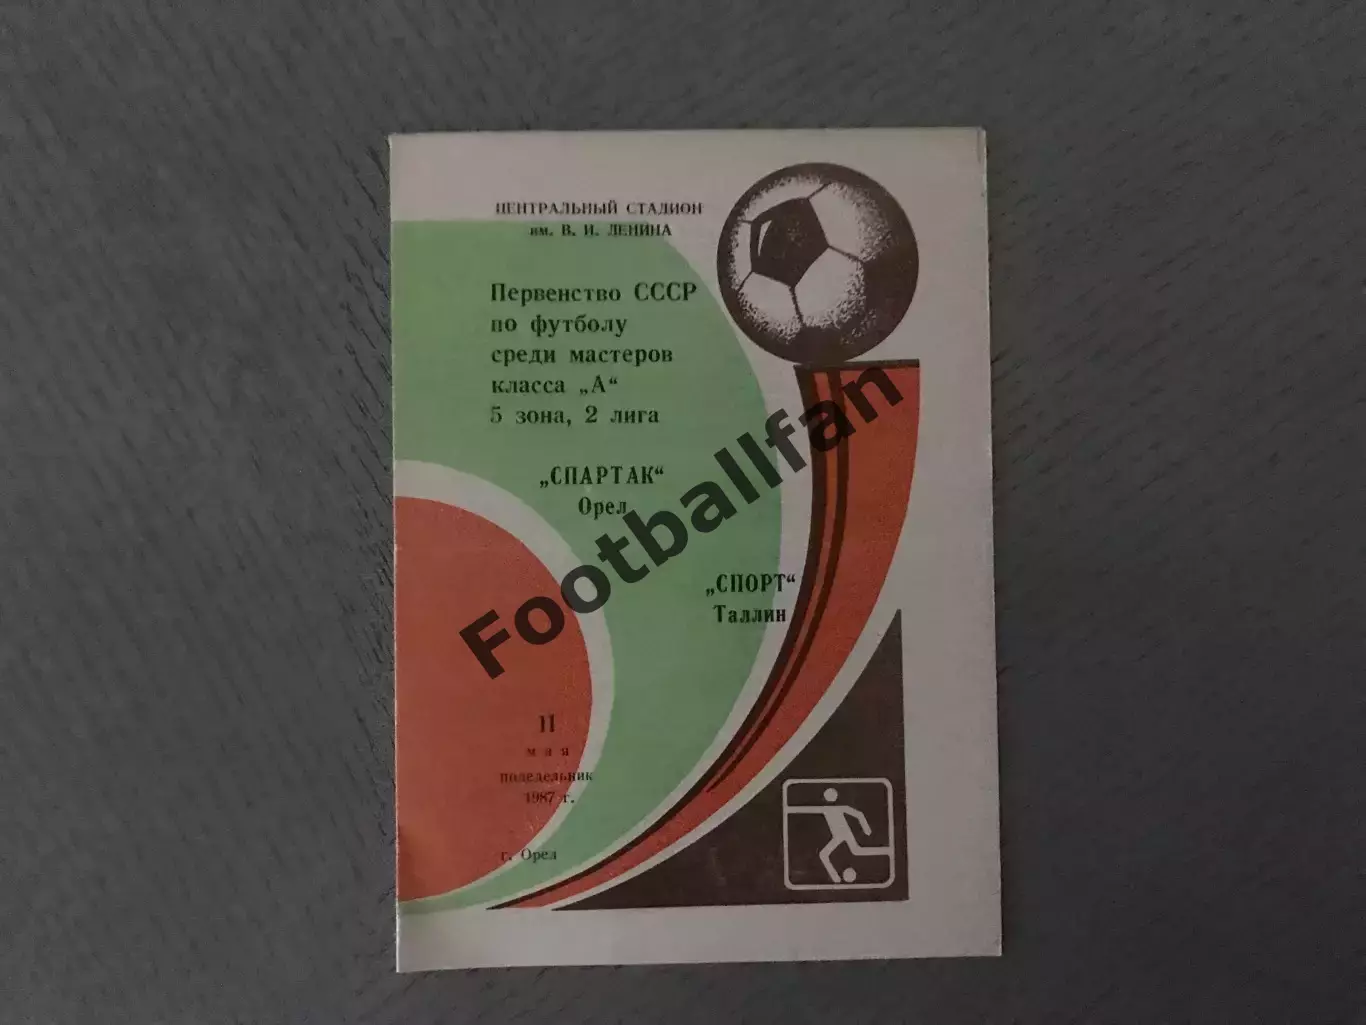 ЦЕНТРАЛЬНЫЙ СТАДИОН
им. В. И. ЛЕНИНА
Первенство СССР
по футболу
среди мастеров
класса „А“
5 зона, 2 лига
„СПАРТАК“
Орел
„СПОРТ“
Таллин
11
мая
понедельник
1987 г.
г. Орел
Footballfan